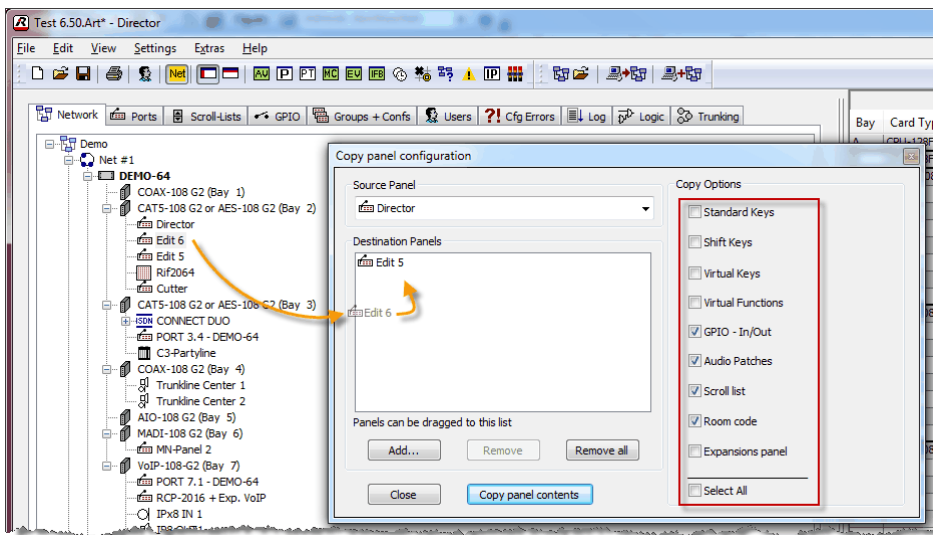 Test 6.50.Art* - Director
File Edit View Settings Extras Help
Net AU P PT MC EU IFB IP
Network Ports Scroll-Lists GPIO Groups + Confs Users ?! Cfg Errors Log Logic Trunking
Bay Card Ty
Demo
Net #1
DEMO-64
COAX-108 G2 (Bay 1)
CAT5-108 G2 or AES-108 G2 (Bay 2)
Director
Edit 6
Edit 5
Rif2064
Cutter
CAT5-108 G2 or AES-108 G2 (Bay 3)
ISDN CONNECT DUO
PORT 3.4 - DEMO-64
C3-Partyline
COAX-108 G2 (Bay 4)
Trunkline Center 1
Trunkline Center 2
AIO-108 G2 (Bay 5)
MADI-108 G2 (Bay 6)
MN-Panel 2
VoIP-108-G2 (Bay 7)
PORT 7.1 - DEMO-64
RCP-2016 + Exp. VoIP
IPx8 IN 1
Copy panel configuration
Source Panel
Director
Destination Panels
Edit 5
Edit 6
Panels can be dragged to this list
Add... Remove Remove all
Close Copy panel contents
Copy Options
Standard Keys
Shift Keys
Virtual Keys
Virtual Functions
GPIO - In/Out
Audio Patches
Scroll list
Room code
Expansions panel
Select All